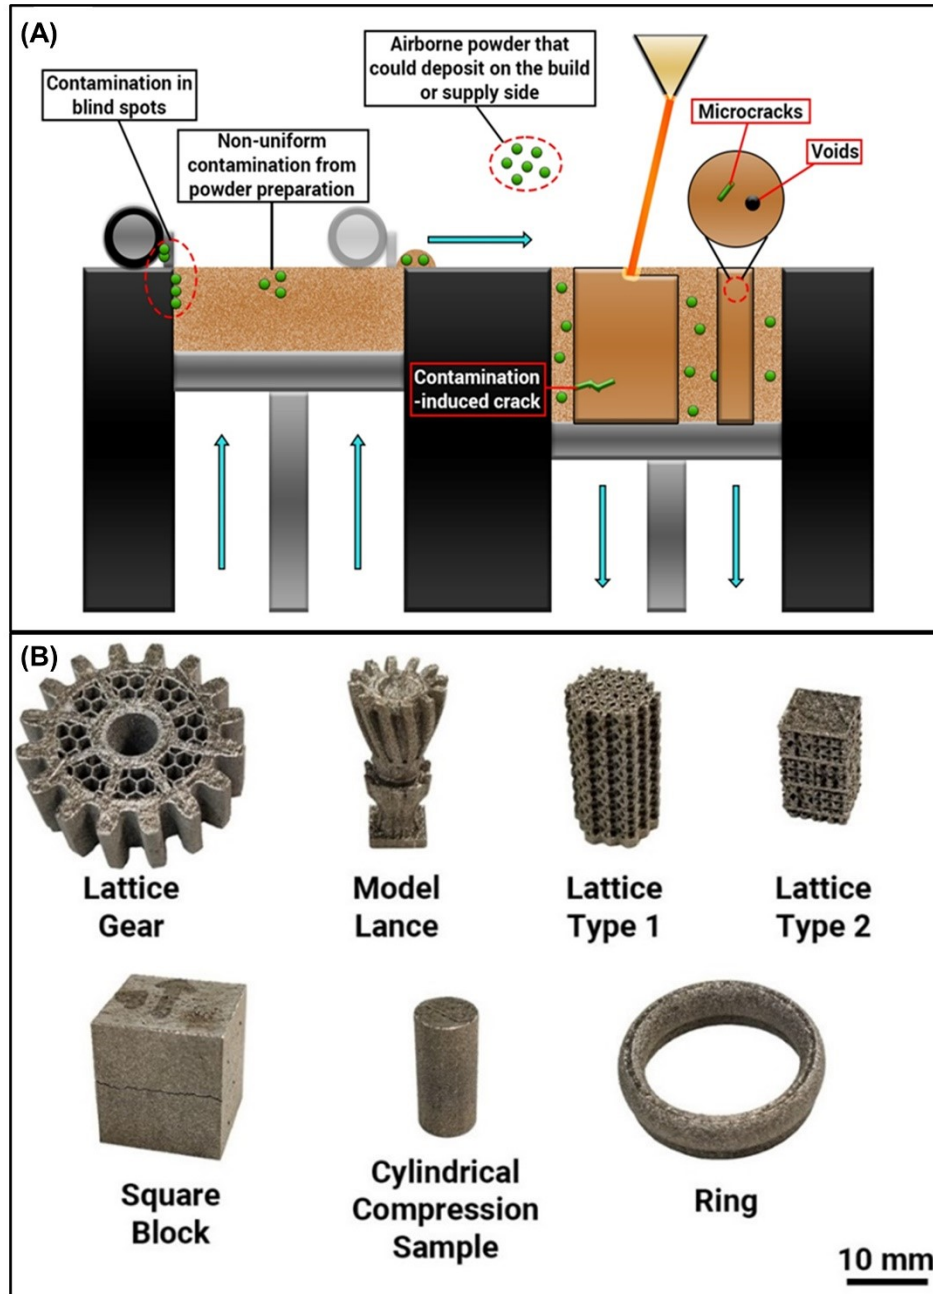 (A)
Contamination in
blind spots
Non-uniform
contamination from
powder preparation
Airborne powder that
could deposit on the build
or supply side
Microcracks
Voids
Contamination
-induced crack
(B)
Lattice
Gear
Model
Lance
Lattice
Type 1
Lattice
Type 2
Square
Block
Cylindrical
Compression
Sample
Ring
10 mm